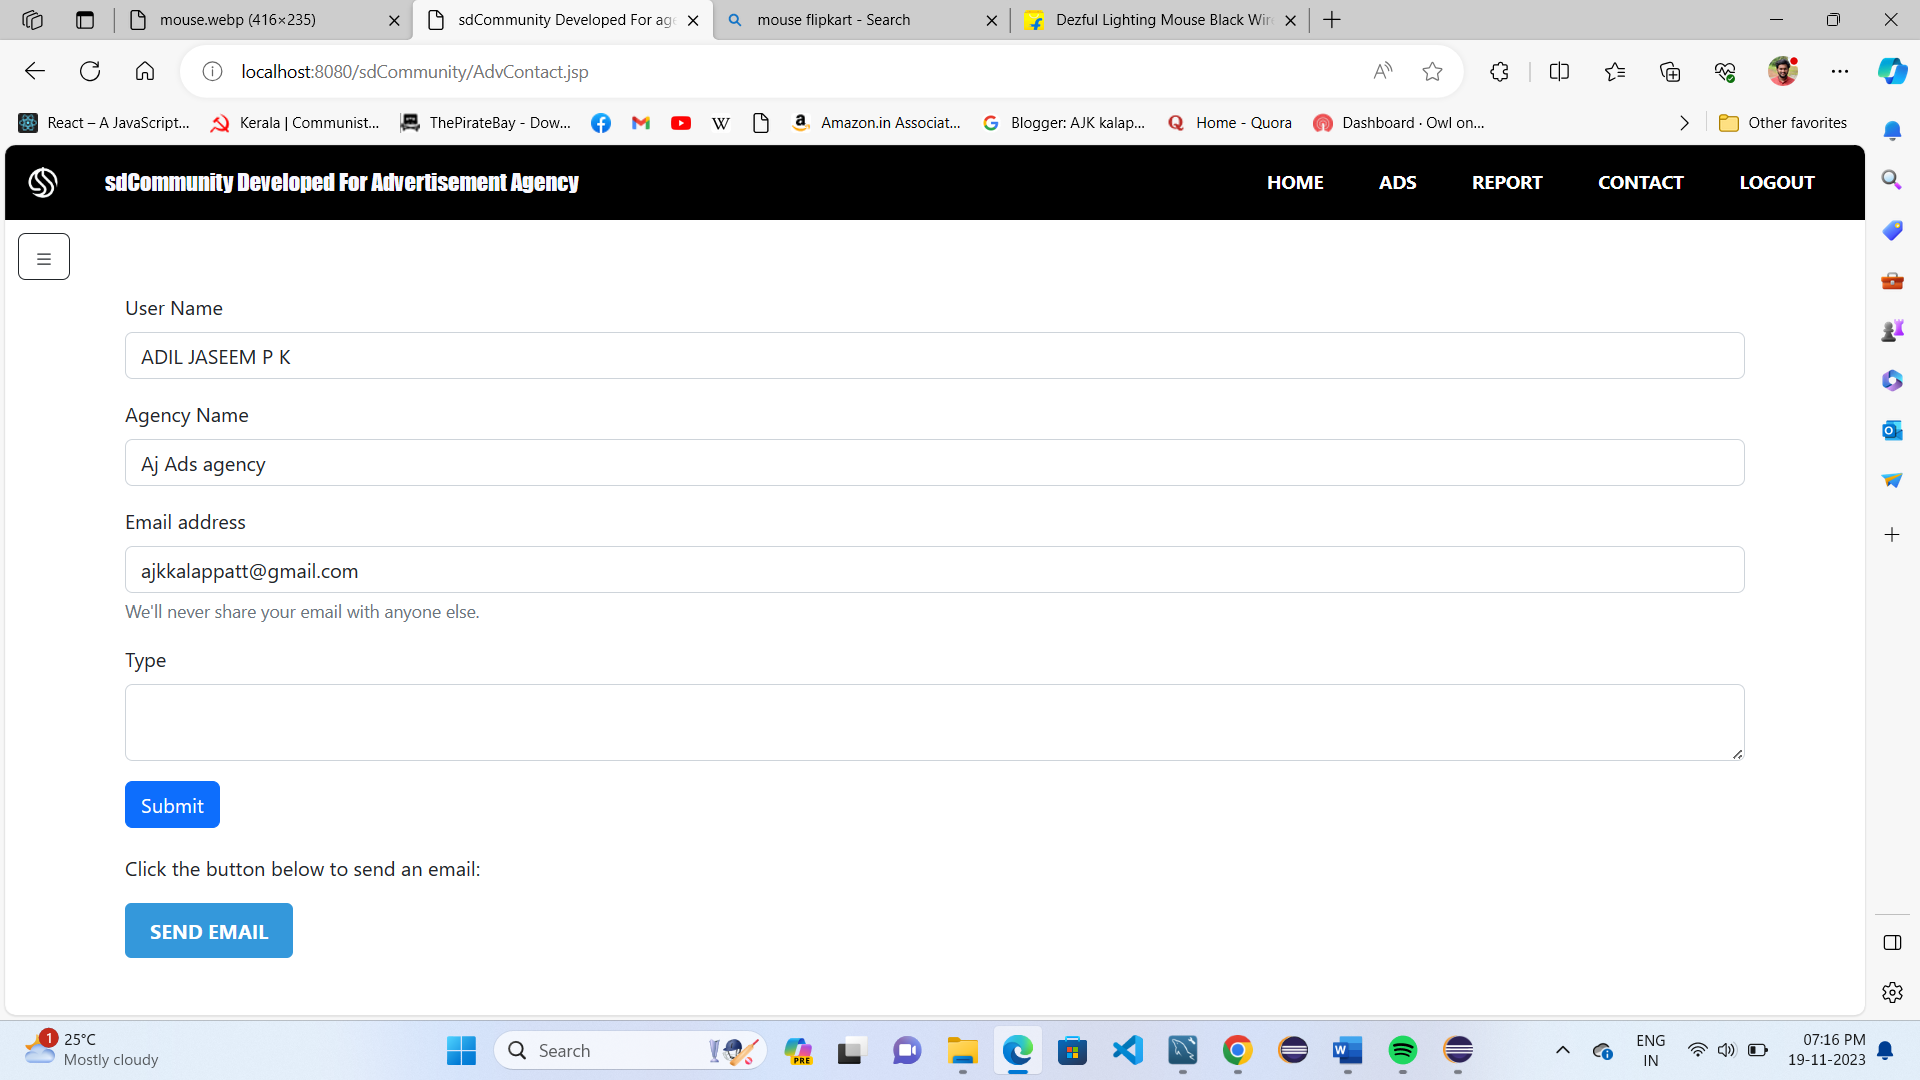 mouse.webp (416×235)
sdCommunity Developed For age
mouse flipkart - Search
Dezful Lighting Mouse Black Wir
localhost:8080/sdCommunity/AdvContact.jsp
React – A JavaScript...
Kerala | Communist...
ThePirateBay - Dow...
Amazon.in Associat...
Blogger: AJK kalap...
Home - Quora
Dashboard · Owl on...
Other favorites
sdCommunity Developed For Advertisement Agency
HOME
ADS
REPORT
CONTACT
LOGOUT
User Name
ADIL JASEEM P K
Agency Name
Aj Ads agency
Email address
ajkkalappatt@gmail.com
We'll never share your email with anyone else.
Type
Submit
Click the button below to send an email:
SEND EMAIL
1
25°C
Mostly cloudy
Search
PRE
ENG
IN
07:16 PM
19-11-2023